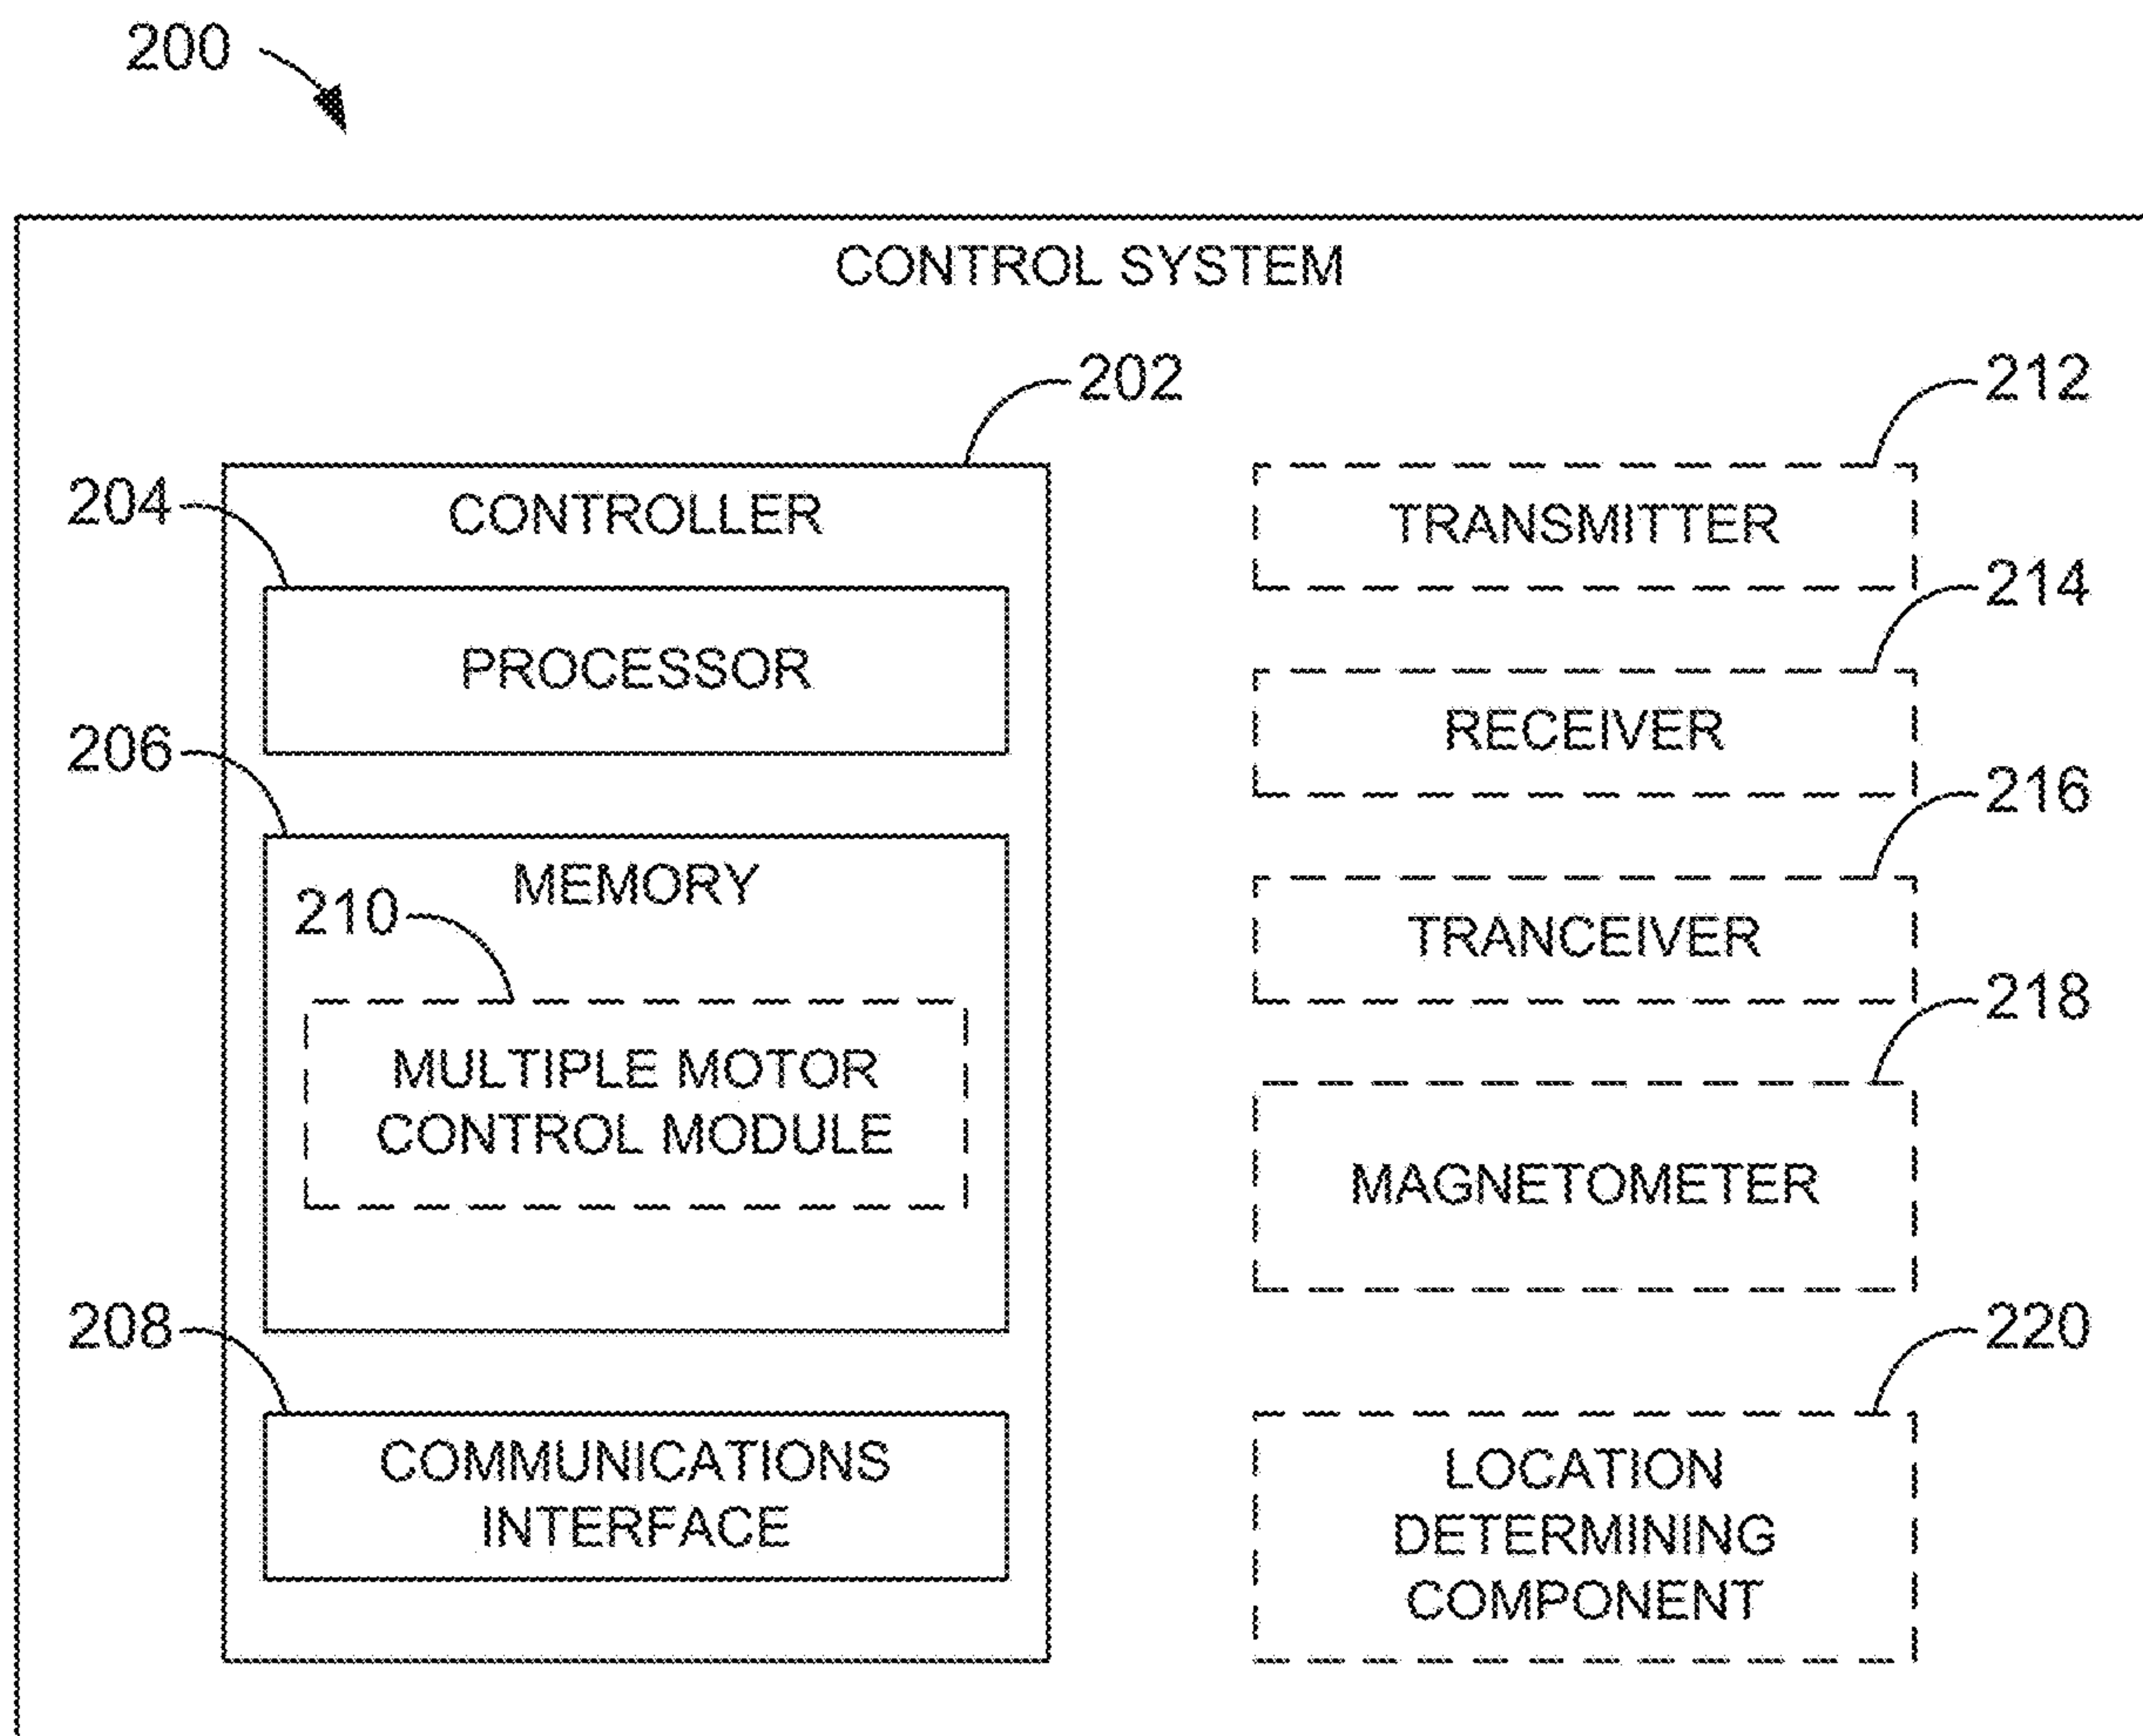 200
CONTROL SYSTEM
202
212
204
CONTROLLER
TRANSMITTER
214
PROCESSOR
206
RECEIVER
216
MEMORY
210
TRANCEIVER
218
MULTIPLE MOTOR
CONTROL MODULE
MAGNETOMETER
208
220
COMMUNICATIONS
INTERFACE
LOCATION
DETERMINING
COMPONENT